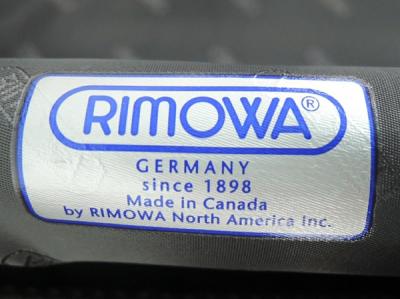 RIMOWA®
GERMANY
since 1898
Made in Canada
by RIMOWA North America Inc.